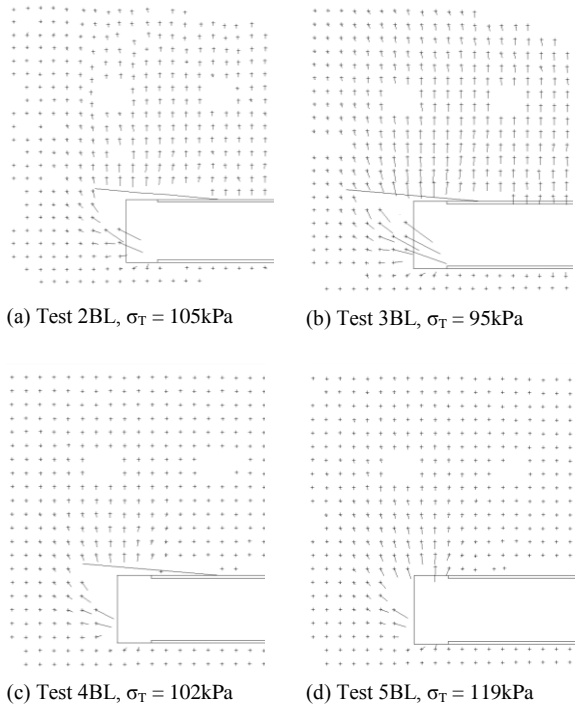 (a) Test 2BL, σT = 105kPa
(b) Test 3BL, σT = 95kPa
(c) Test 4BL, σT = 102kPa
(d) Test 5BL, σT = 119kPa